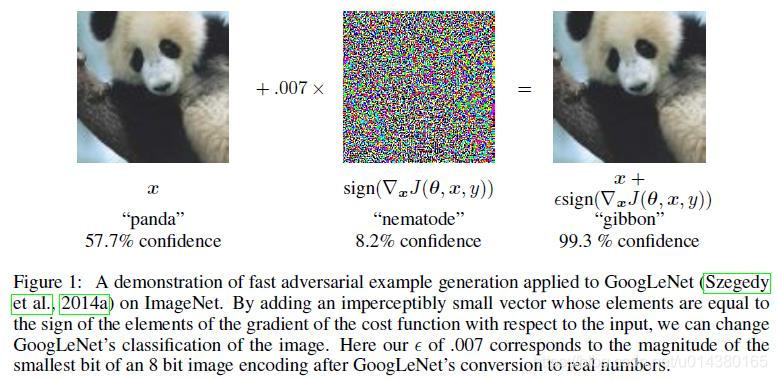 + .007 ×
=
x
sign(∇ₓJ(θ, x, y))
x +
ϵsign(∇ₓJ(θ, x, y))
“panda”
“nematode”
“gibbon”
57.7% confidence
8.2% confidence
99.3 % confidence
Figure 1: A demonstration of fast adversarial example generation applied to GoogLeNet (Szegedy
et al., 2014a) on ImageNet. By adding an imperceptibly small vector whose elements are equal to
the sign of the elements of the gradient of the cost function with respect to the input, we can change
GoogLeNet’s classification of the image. Here our ϵ of .007 corresponds to the magnitude of the
smallest bit of an 8 bit image encoding after GoogLeNet’s conversion to real numbers.